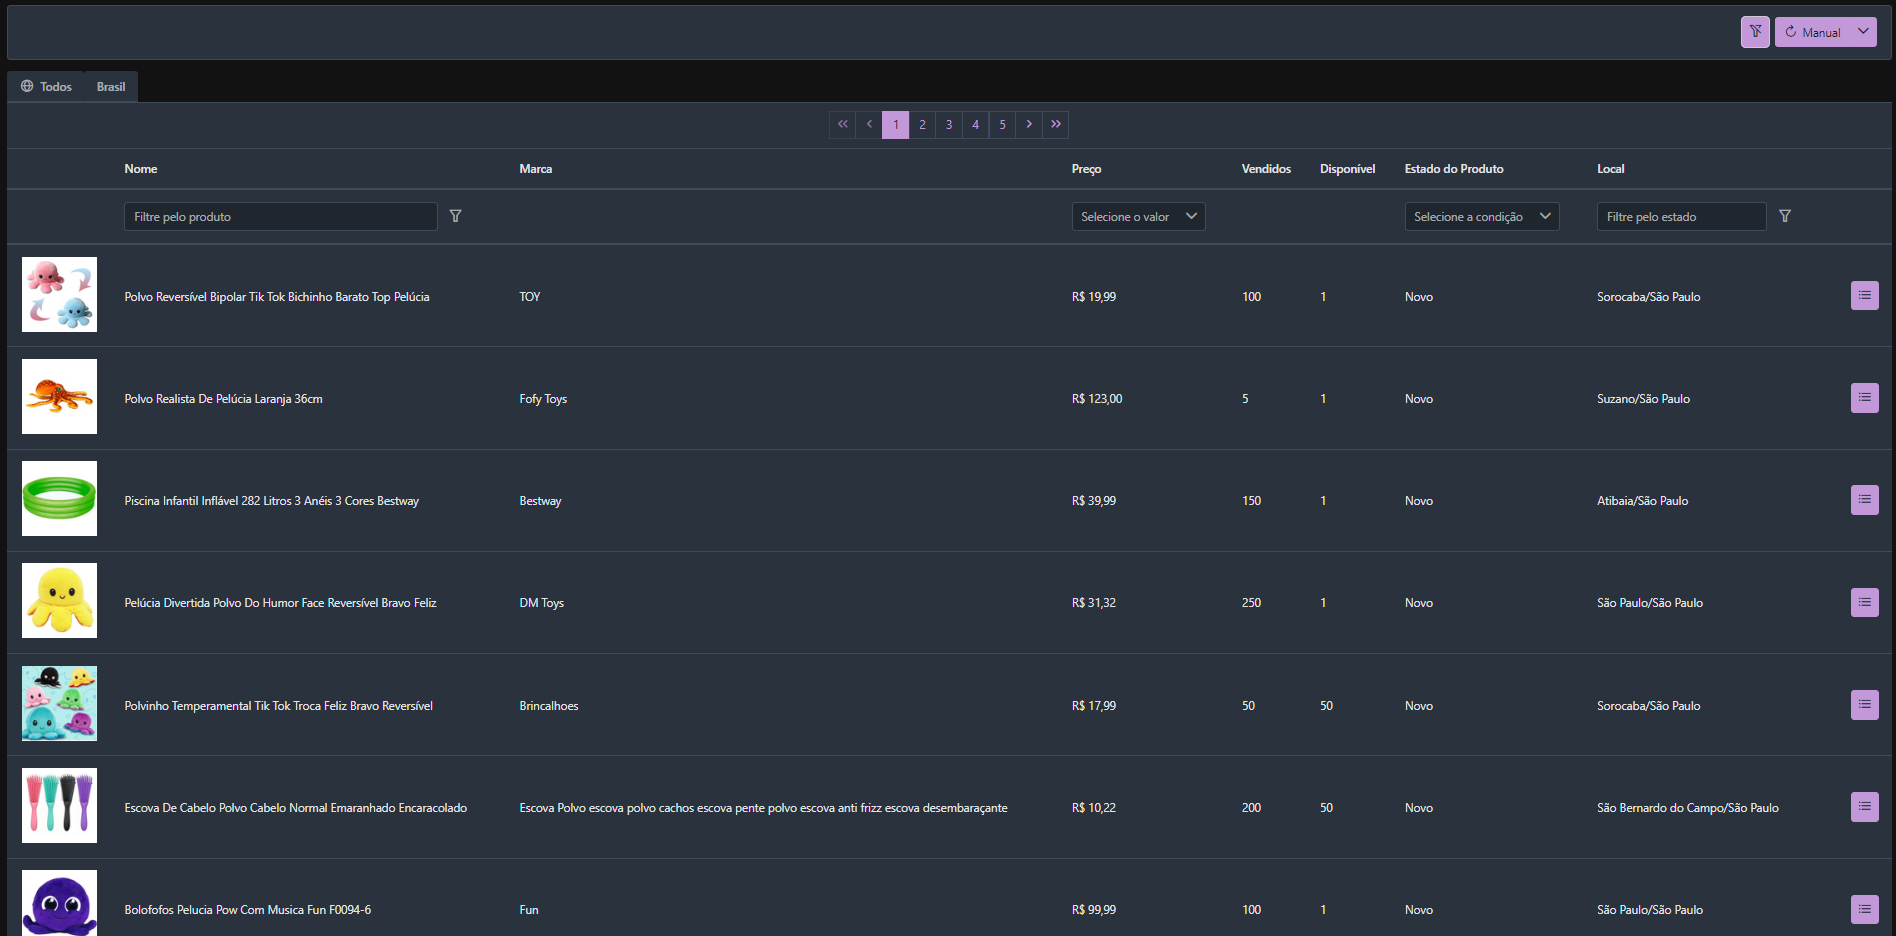 Manual
Todos Brasil
1 2 3 4 5
Nome Marca Preço Vendidos Disponível Estado do Produto Local
Filtre pelo produto Selecione o valor Selecione a condição Filtre pelo estado
Polvo Reversível Bipolar Tik Tok Bichinho Barato Top Pelúcia TOY R$ 19,99 100 1 Novo Sorocaba/São Paulo
Polvo Realista De Pelúcia Laranja 36cm Fofy Toys R$ 123,00 5 1 Novo Suzano/São Paulo
Piscina Infantil Inflável 282 Litros 3 Anéis 3 Cores Bestway Bestway R$ 39,99 150 1 Novo Atibaia/São Paulo
Pelúcia Divertida Polvo Do Humor Face Reversível Bravo Feliz DM Toys R$ 31,32 250 1 Novo São Paulo/São Paulo
Polvinho Temperamental Tik Tok Troca Feliz Bravo Reversível Brincalhoes R$ 17,99 50 50 Novo Sorocaba/São Paulo
Escova De Cabelo Polvo Cabelo Normal Emaranhado Encaracolado Escova Polvo escova polvo cachos escova pente polvo escova anti frizz escova desembaraçante R$ 10,22 200 50 Novo São Bernardo do Campo/São Paulo
Bolofofos Pelucia Pow Com Musica Fun F0094-6 Fun R$ 99,99 100 1 Novo São Paulo/São Paulo